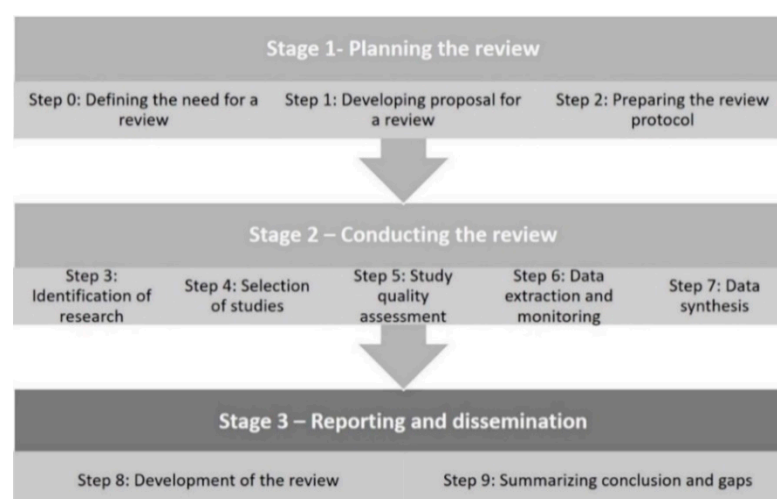 Stage 1- Planning the review
Step 0: Defining the need for a
review
Step 1: Developing proposal for
a review
Step 2: Preparing the review
protocol
Stage 2 – Conducting the review
Step 3:
Identification of
research
Step 4: Selection
of studies
Step 5: Study
quality
assessment
Step 6: Data
extraction and
monitoring
Step 7: Data
synthesis
Stage 3 – Reporting and dissemination
Step 8: Development of the review
Step 9: Summarizing conclusion and gaps